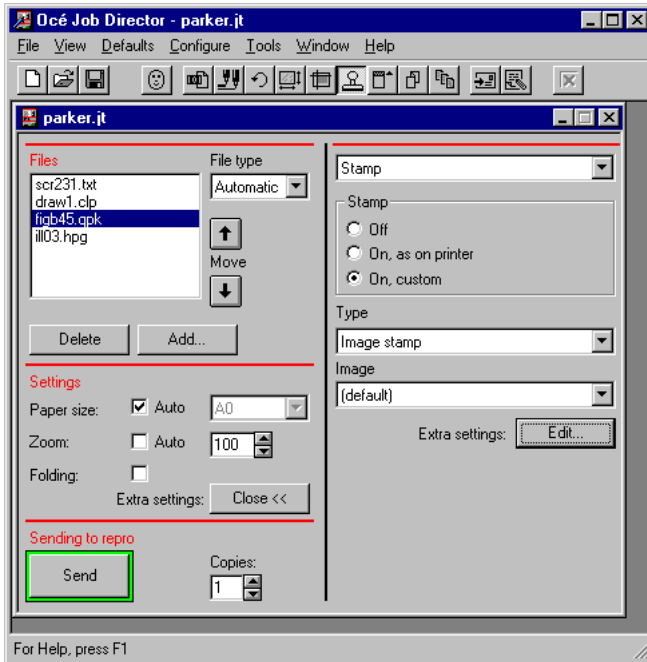 Océ Job Director - parker.jt
File View Defaults Configure Tools Window Help
parker.jt
Files
File type
scr231.txt
draw1.clp
figb45.qpk
ill03.hpg
Automatic
Move
Delete
Add...
Settings
Paper size:
Auto
A0
Zoom:
Auto
100
Folding:
Extra settings:
Close <<
Sending to repro
Send
Copies:
1
Stamp
Stamp
Off
On, as on printer
On, custom
Type
Image stamp
Image
(default)
Extra settings:
Edit...
For Help, press F1